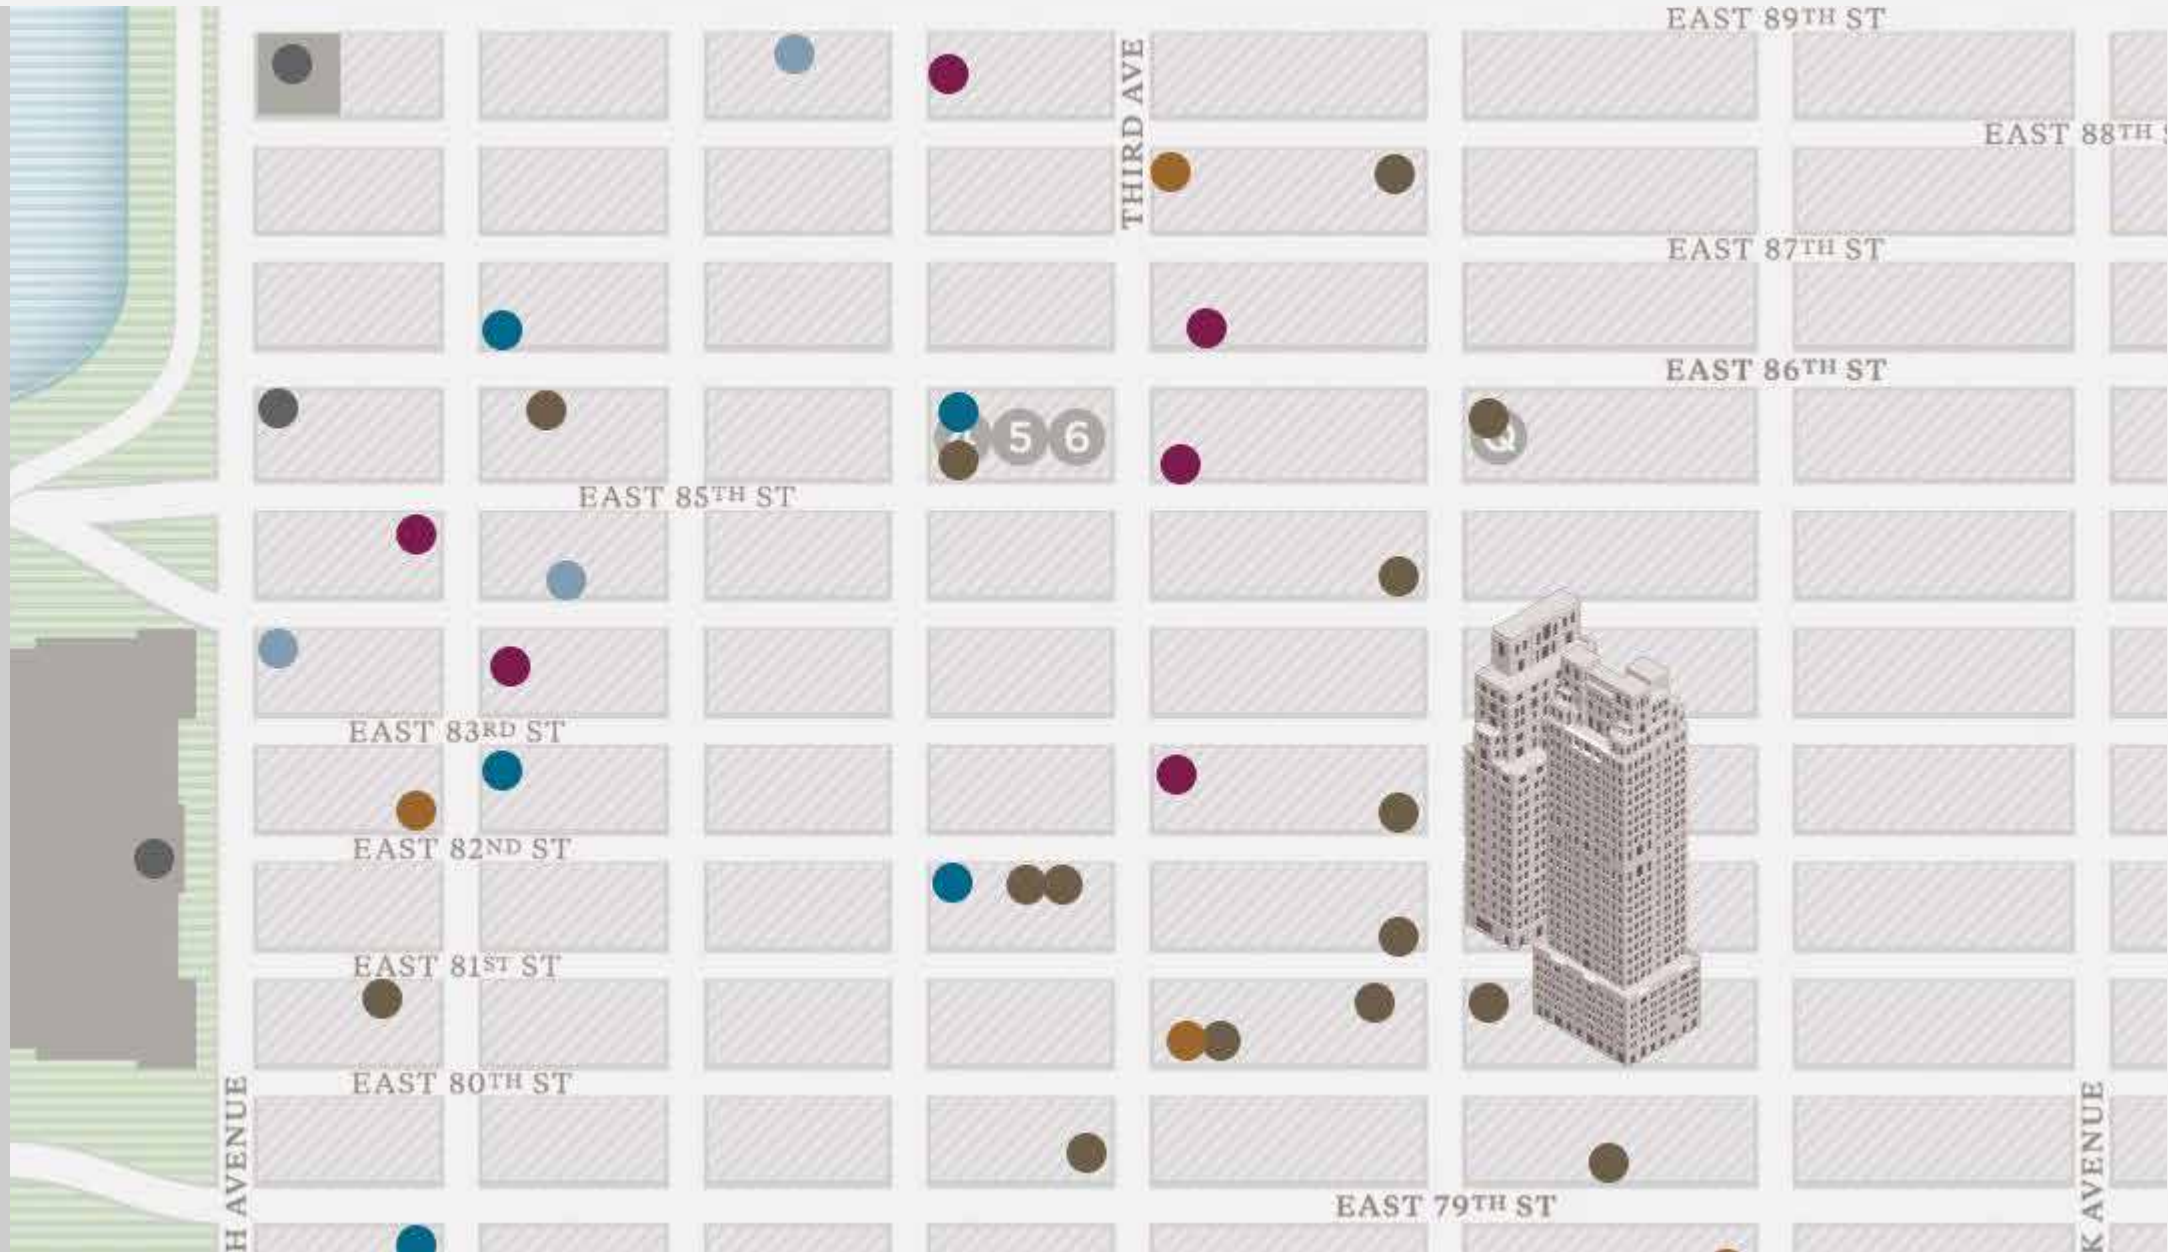 EAST 89TH ST
THIRD AVE
EAST 88TH
EAST 87TH ST
EAST 86TH ST
5 6
Q
EAST 85TH ST
EAST 83RD ST
EAST 82ND ST
EAST 81ST ST
EAST 80TH ST
H AVENUE
K AVENUE
EAST 79TH ST